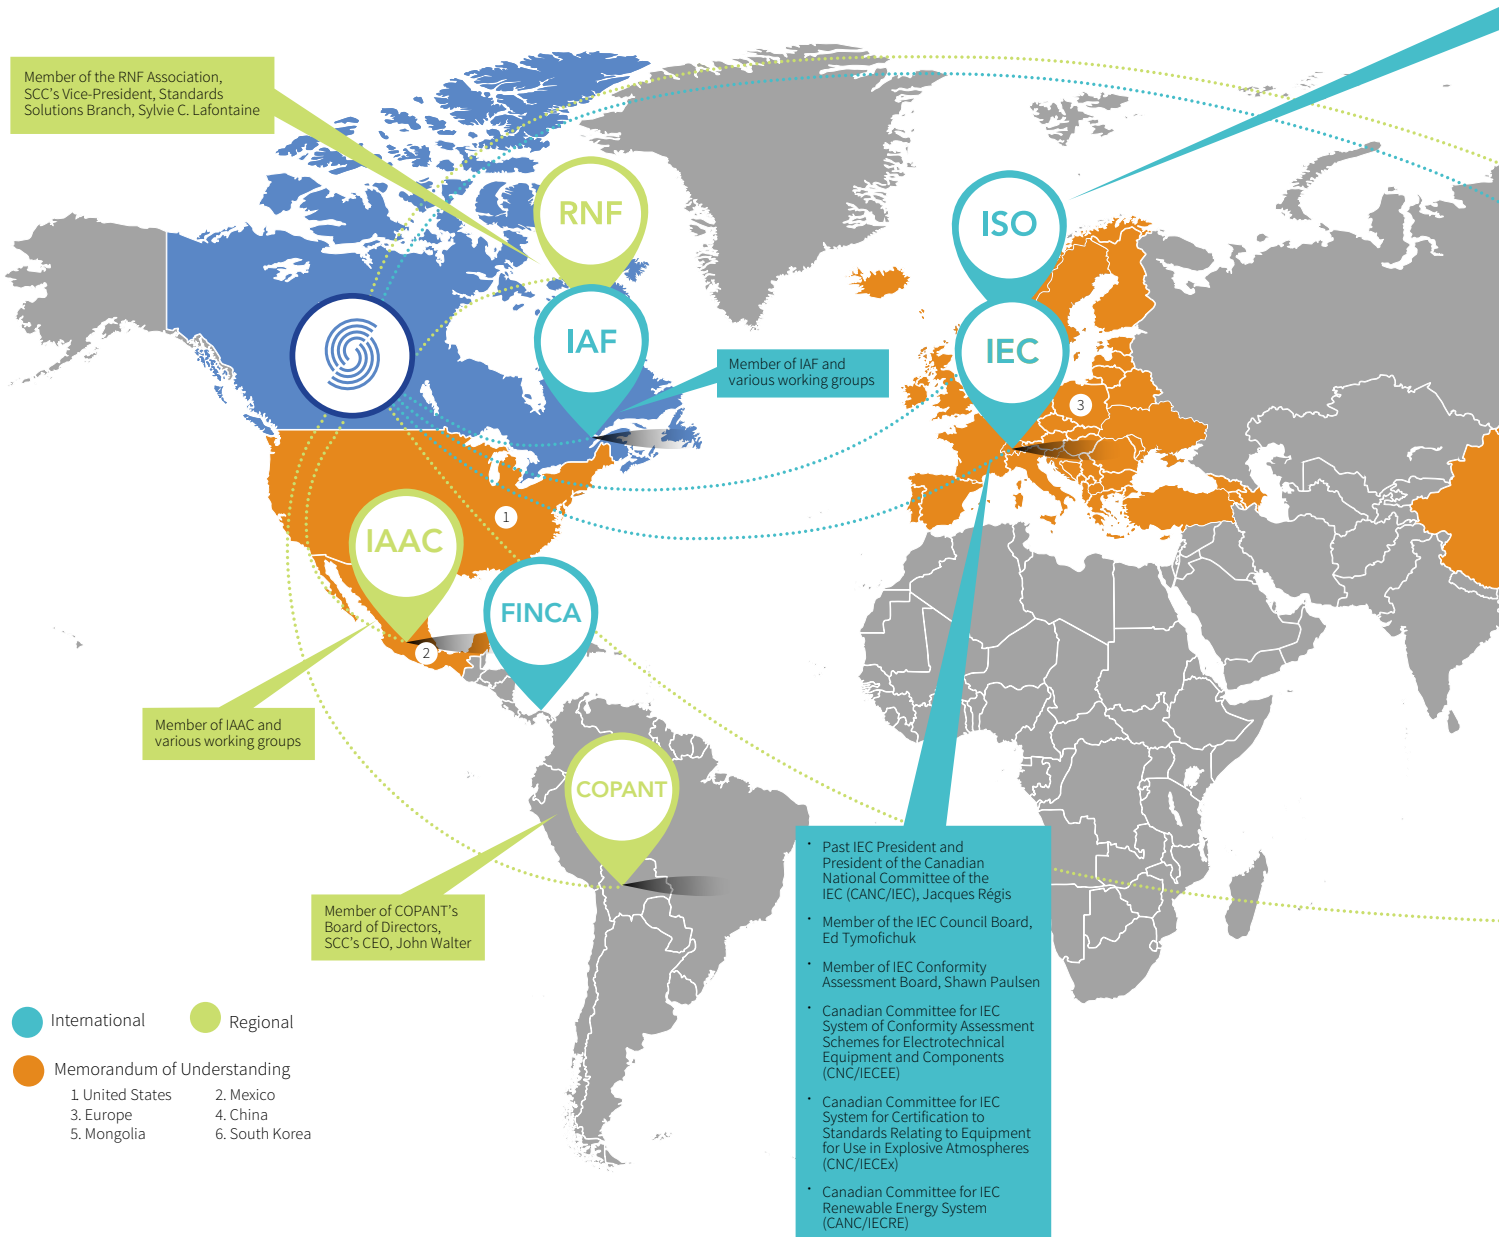 Member of the RNF Association,
SCC's Vice-President, Standards
Solutions Branch, Sylvie C. Lafontaine
RNF
ISO
IAF
IEC
Member of IAF and
various working groups
3
1
IAAC
FINCA
2
Member of IAAC and
various working groups
COPANT
Member of COPANT's
Board of Directors,
SCC's CEO, John Walter
· Past IEC President and
President of the Canadian
National Committee of the
IEC (CANC/IEC), Jacques Régis
· Member of the IEC Council Board,
Ed Tymofichuk
· Member of IEC Conformity
Assessment Board, Shawn Paulsen
· Canadian Committee for IEC
System of Conformity Assessment
Schemes for Electrotechnical
Equipment and Components
(CNC/IECEE)
· Canadian Committee for IEC
System for Certification to
Standards Relating to Equipment
for Use in Explosive Atmospheres
(CNC/IECEx)
· Canadian Committee for IEC
Renewable Energy System
(CANC/IECRE)
International
Regional
Memorandum of Understanding
1 United States
2. Mexico
3. Europe
4. China
5. Mongolia
6. South Korea